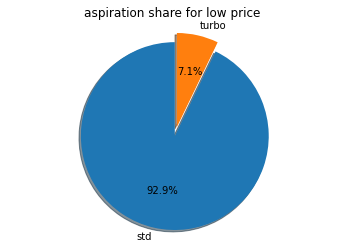 aspiration share for low price
turbo
7.1%
92.9%
std